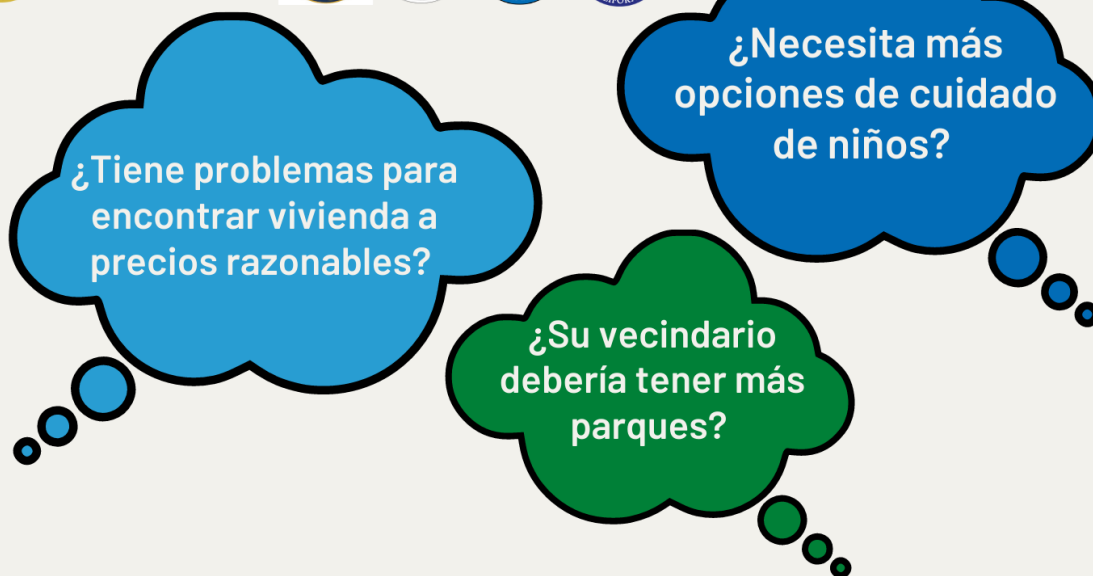 ¿Necesita más
opciones de cuidado
de niños?
¿Tiene problemas para
encontrar vivienda a
precios razonables?
¿Su vecindario
debería tener más
parques?